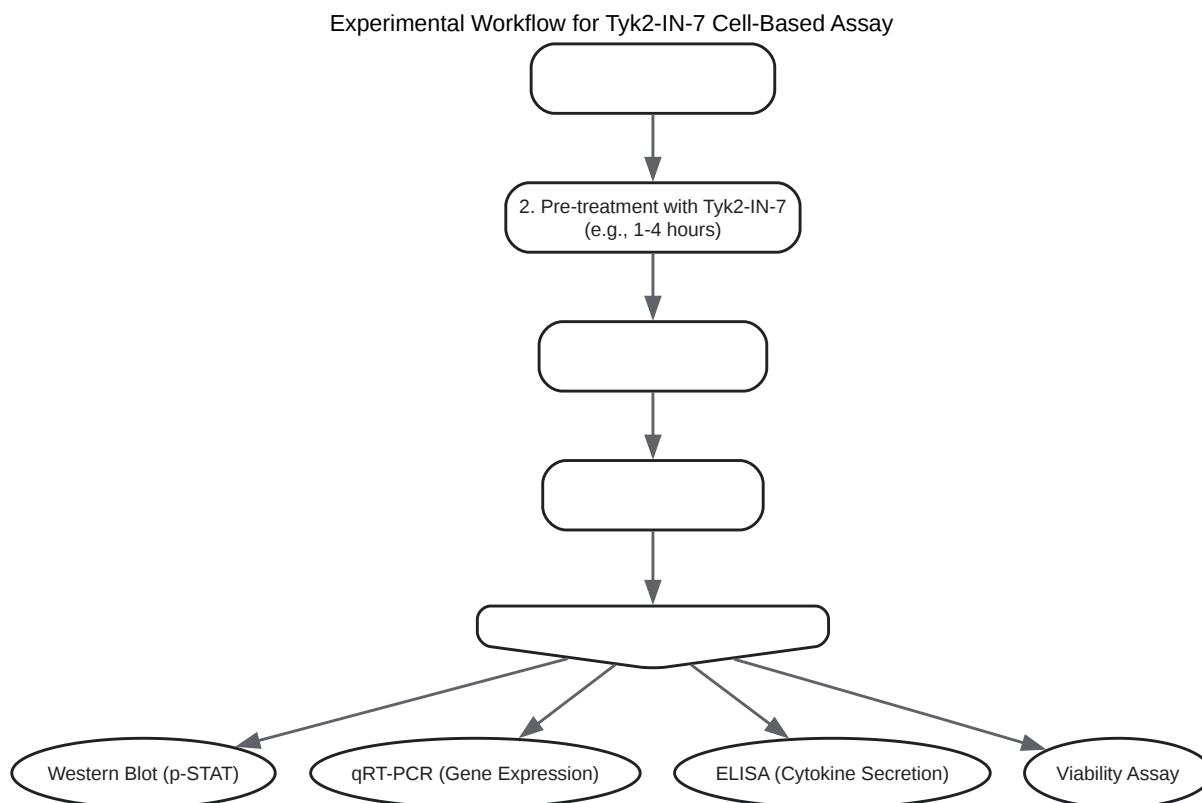 Experimental Workflow for Tyk2-IN-7 Cell-Based Assay
2. Pre-treatment with Tyk2-IN-7
(e.g., 1-4 hours)
Western Blot (p-STAT)
qRT-PCR (Gene Expression)
ELISA (Cytokine Secretion)
Viability Assay